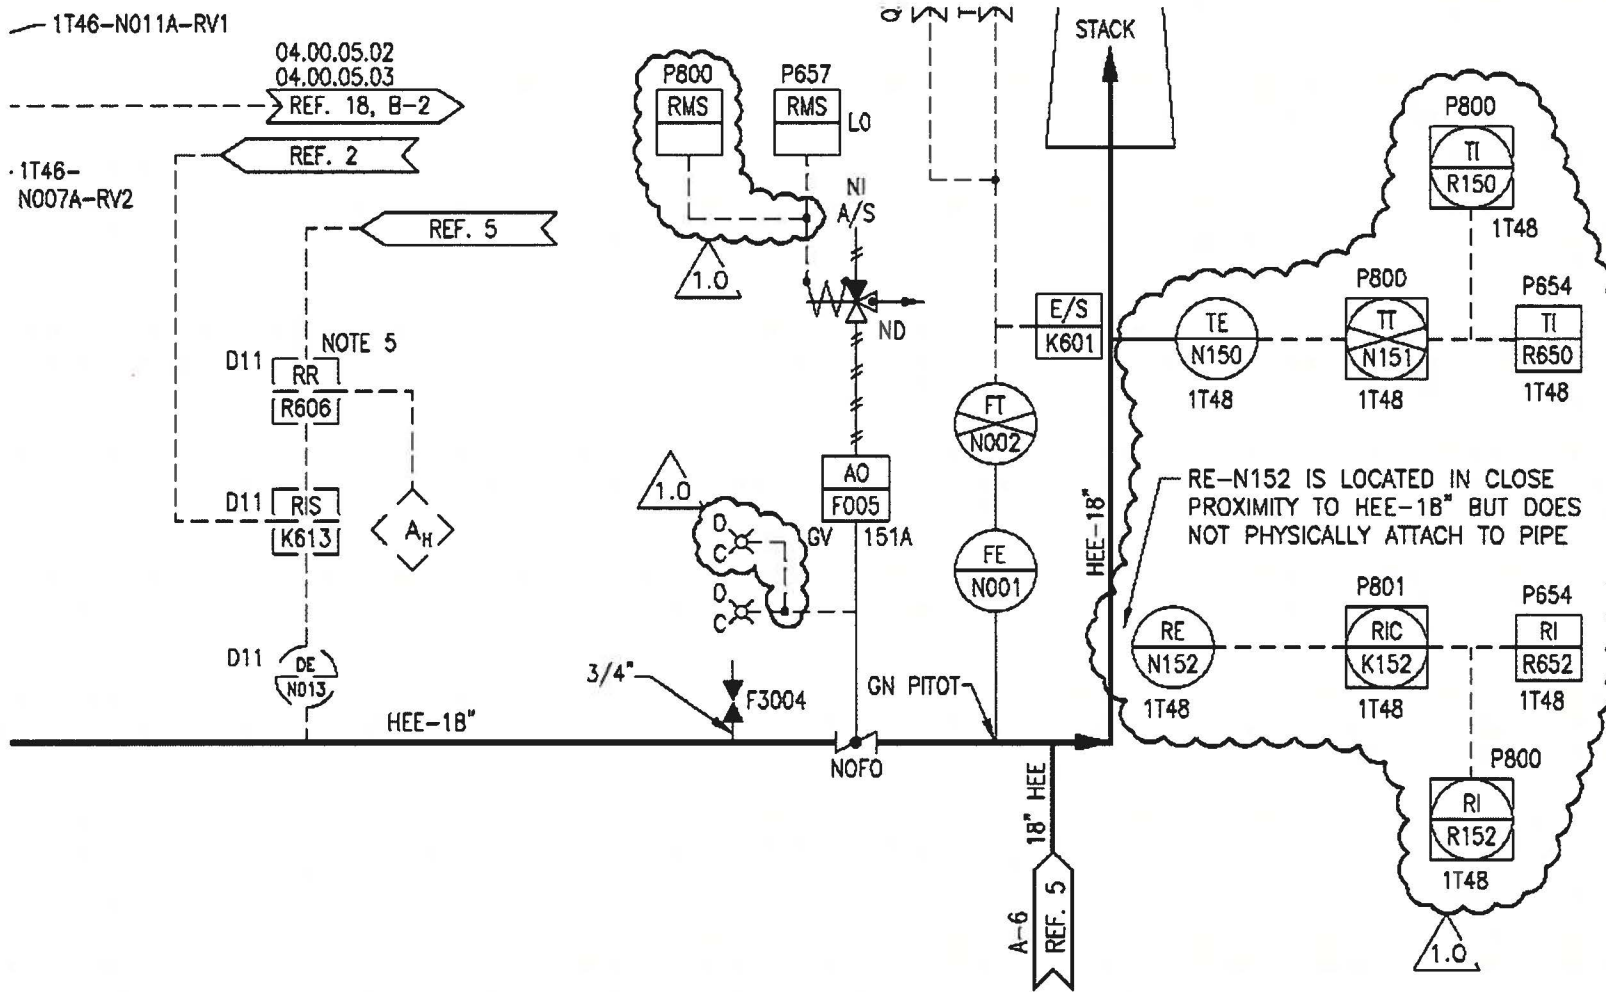 1T46-N011A-RV1
04.00.05.02
04.00.05.03
REF. 18, B-2
REF. 2
1T46-
N007A-RV2
REF. 5
NOTE 5
D11
RR
R606
D11
RIS
K613
AH
D11
DE
N013
HEE-18"
P800
RMS
P657
RMS
LO
NI
A/S
1.0
ND
AO
F005
151A
1.0
O
C
GV
O
C
3/4"
F3004
NOFO
GN PITOT
STACK
E/S
K601
FT
N002
FE
N001
HEE-18"
18" HEE
A-6
REF. 5
P800
TI
R150
1T48
TE
N150
1T48
P800
TT
N151
1T48
P654
TI
R650
1T48
RE-N152 IS LOCATED IN CLOSE
PROXIMITY TO HEE-18" BUT DOES
NOT PHYSICALLY ATTACH TO PIPE
RE
N152
1T48
P801
RIC
K152
1T48
P654
RI
R652
1T48
P800
RI
R152
1T48
1.0